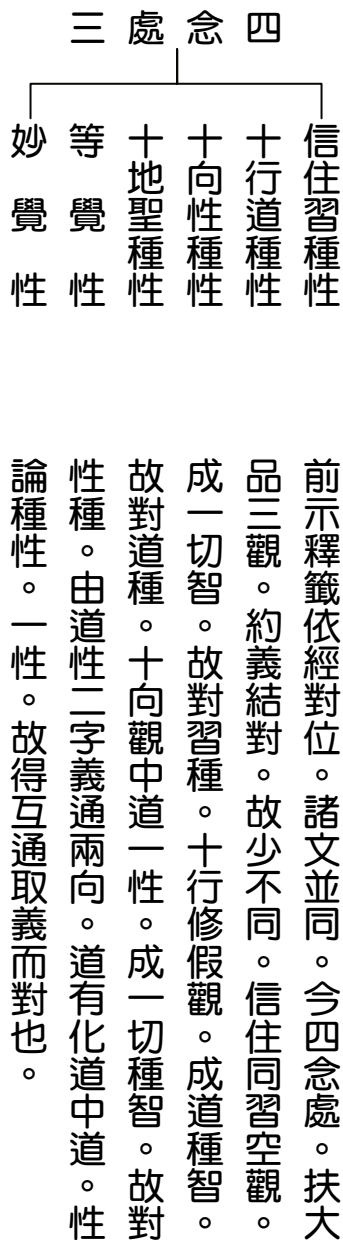 四念處三
信住習種性
十行道種性
十向性種性
十地聖種性
等覺性
妙覺性
前示釋籤依經對位。諸文並同。今四念處。扶大
品三觀。約義結對。故少不同。信住同習空觀。
成一切智。故對習種。十行修假觀。成道種智。
故對道種。十向觀中道一性。成一切種智。故對
性種。由道性二字義通兩向。道有化道中道。性
論種性。一性。故得互通取義而對也。